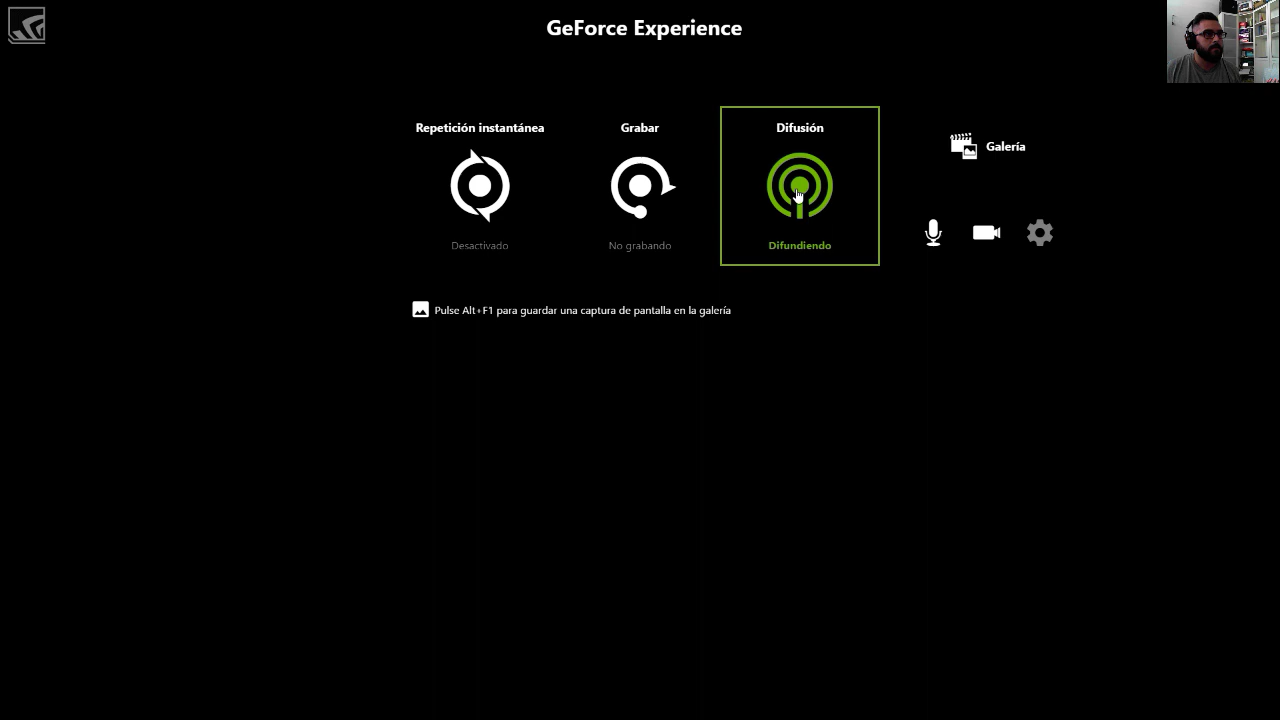 GeForce Experience
Repetición instantánea
Grabar
Difusión
Galería
Desactivado
No grabando
Difundiendo
Pulse Alt+F1 para guardar una captura de pantalla en la galería